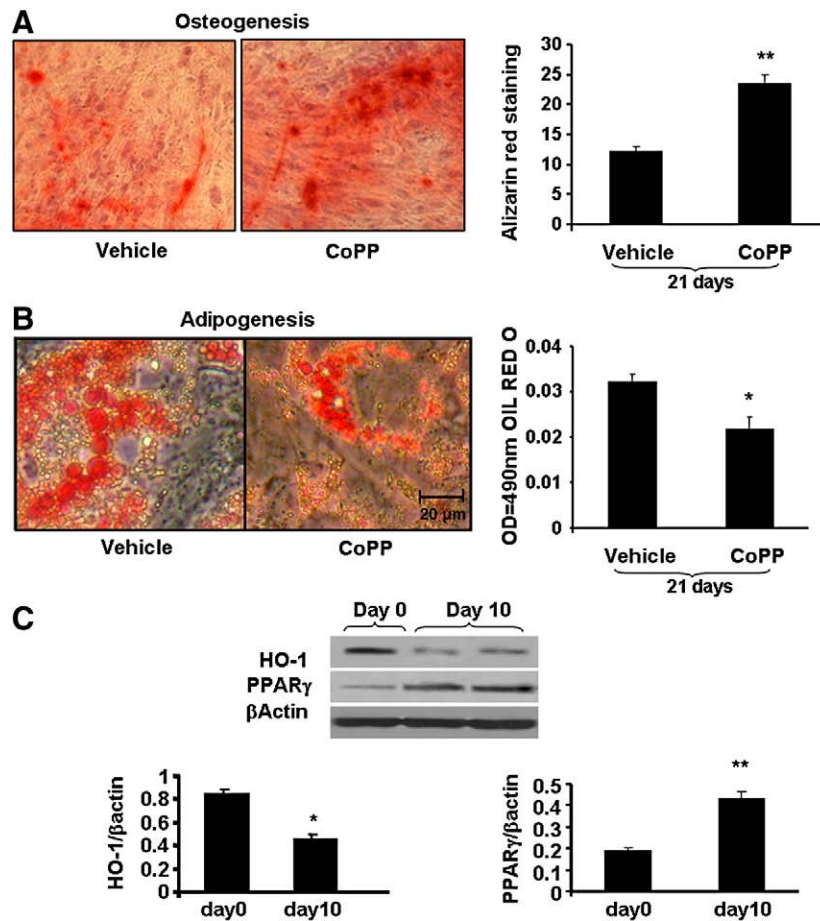 A
Osteogenesis
Vehicle
CoPP
Alizarin red staining
30
25
20
15
10
5
0
**
Vehicle
CoPP
21 days
B
Adipogenesis
20 µm
Vehicle
CoPP
OD=490nm OIL RED O
0.04
0.03
0.02
0.01
0
*
Vehicle
CoPP
21 days
C
Day 0
Day 10
HO-1
PPARγ
βActin
HO-1/βactin
1
0.8
0.6
0.4
0.2
0
*
day0
day10
PPARγ/βactin
0.5
0.4
0.3
0.2
0.1
0
**
day0
day10